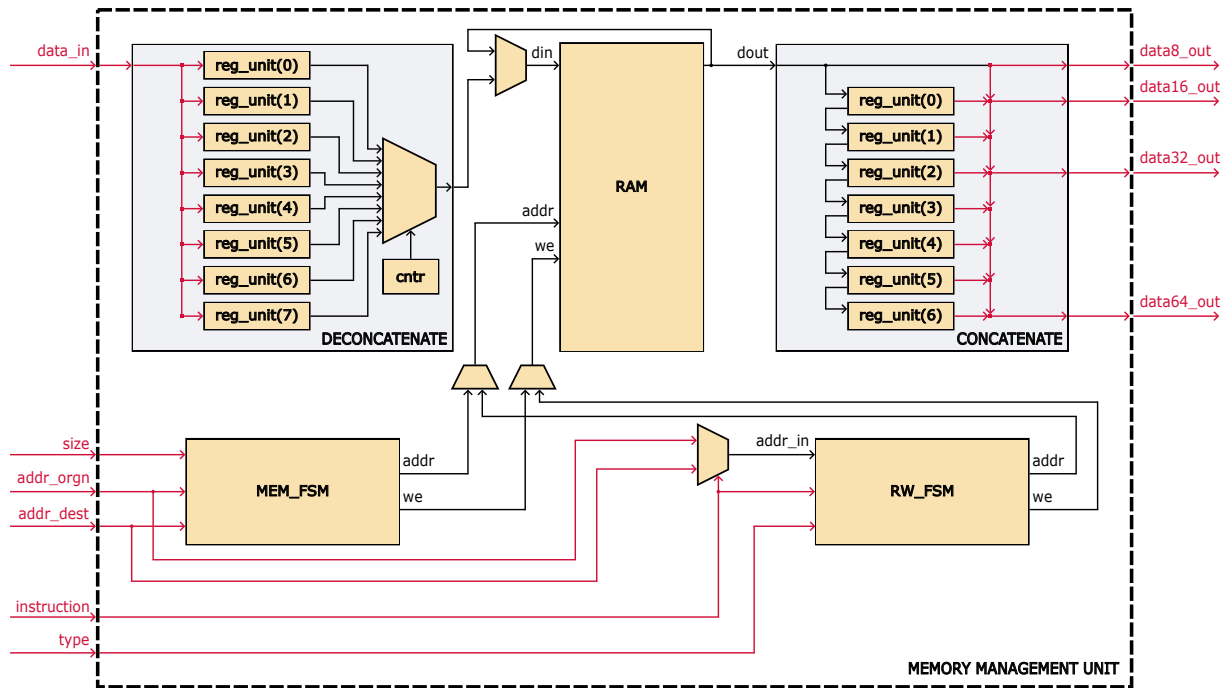 data_in
reg_unit(0)
reg_unit(1)
reg_unit(2)
reg_unit(3)
reg_unit(4)
reg_unit(5)
reg_unit(6)
reg_unit(7)
cntr
DECONCATENATE
din
addr
we
RAM
dout
reg_unit(0)
reg_unit(1)
reg_unit(2)
reg_unit(3)
reg_unit(4)
reg_unit(5)
reg_unit(6)
CONCATENATE
data8_out
data16_out
data32_out
data64_out
size
addr_orgn
addr_dest
MEM_FSM
addr
we
addr_in
RW_FSM
addr
we
instruction
type
MEMORY MANAGEMENT UNIT